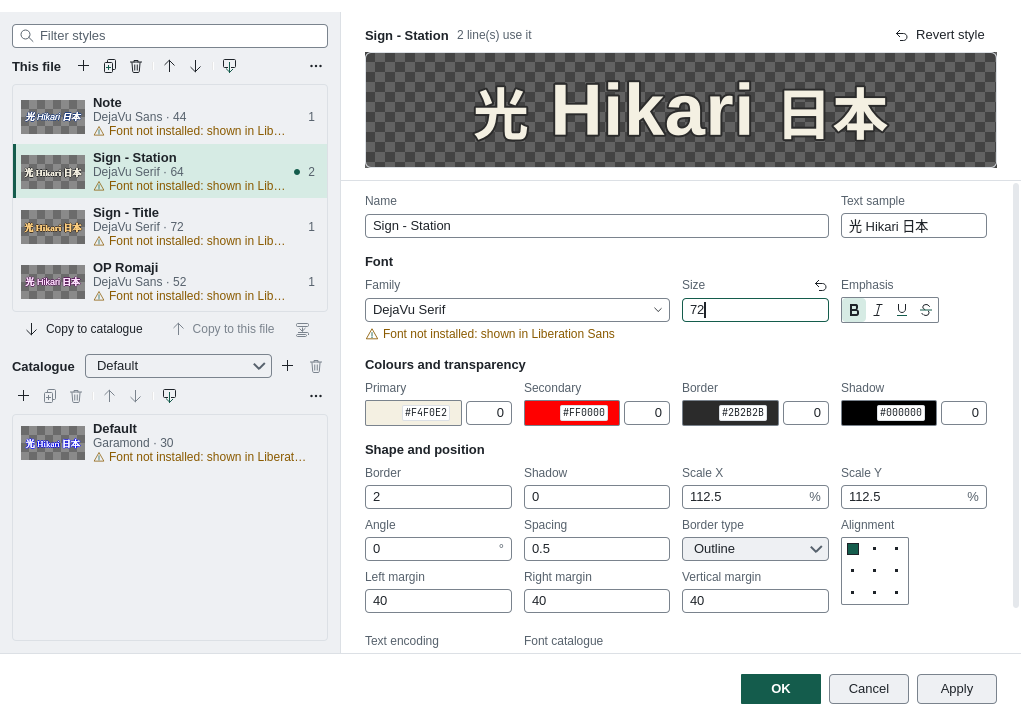 Filter styles
This file
光 Hikari 日本
Note
DejaVu Sans · 44
1
Font not installed: shown in Lib…
光 Hikari 日本
Sign - Station
DejaVu Serif · 64
2
Font not installed: shown in Lib…
光 Hikari 日本
Sign - Title
DejaVu Serif · 72
1
Font not installed: shown in Lib…
光 Hikari 日本
OP Romaji
DejaVu Sans · 52
1
Font not installed: shown in Lib…
Copy to catalogue
Copy to this file
Catalogue
Default
光 Hikari 日本
Default
Garamond · 30
Font not installed: shown in Liberat…
Sign - Station
2 line(s) use it
Revert style
光 Hikari 日本
Name
Text sample
Sign - Station
光 Hikari 日本
Font
Family
Size
Emphasis
DejaVu Serif
72
B I U S
Font not installed: shown in Liberation Sans
Colours and transparency
Primary
Secondary
Border
Shadow
#F4F0E2
0
#FF0000
0
#2B2B2B
0
#000000
0
Shape and position
Border
Shadow
Scale X
Scale Y
2
0
112.5 %
112.5 %
Angle
Spacing
Border type
Alignment
0 °
0.5
Outline
Left margin
Right margin
Vertical margin
40
40
40
Text encoding
Font catalogue
OK
Cancel
Apply